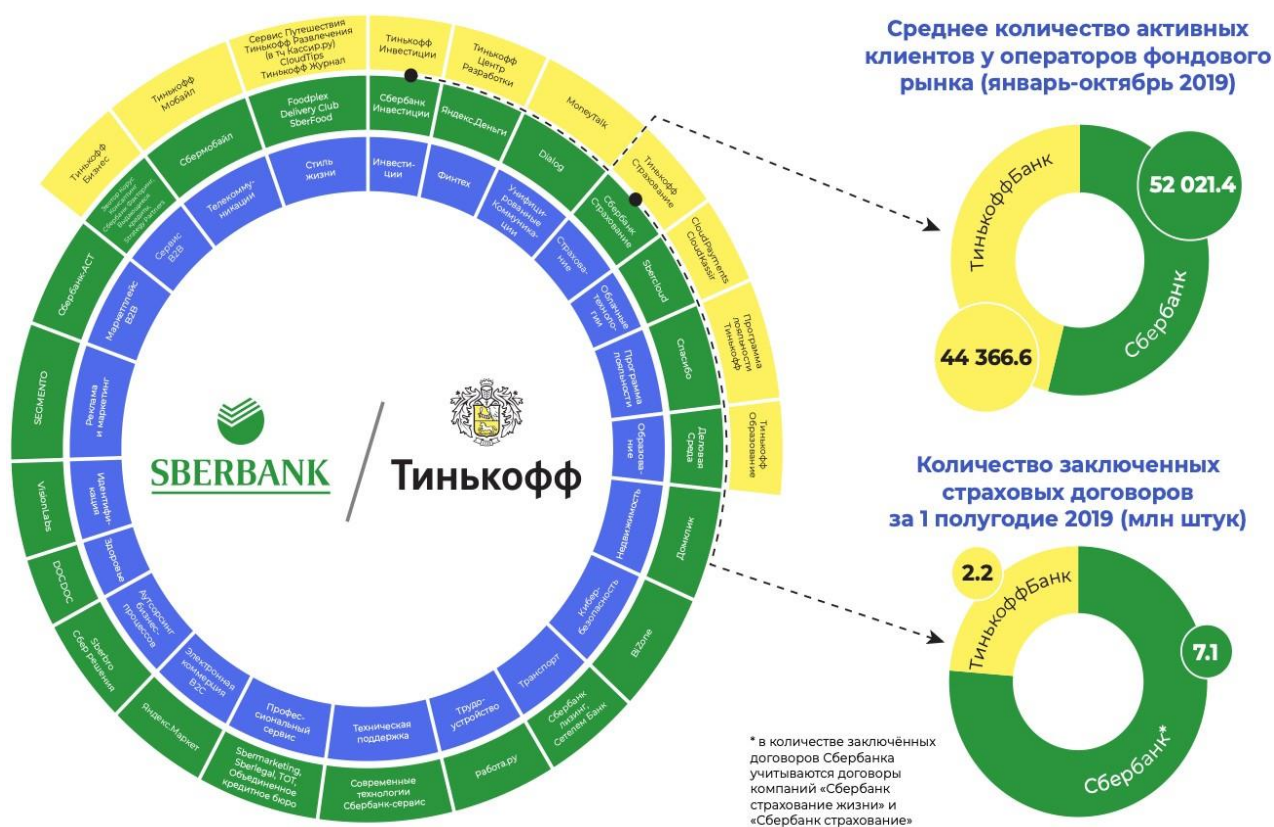 Сервис Путешествия
Тинькофф Развлечения
(в тч Кассир.ру)
CloudTips
Тинькофф Журнал
Тинькофф
Инвестиции
Тинькофф
Центр
Разработки
MoneyTalk
Тинькофф
Страхование
CloudPayments
CloudKassir
Программа
лояльности
Тинькофф
Тинькофф
Образование
Тинькофф
Бизнес
Тинькофф
Мобайл
Foodplex
Delivery Club
SberFood
Сбербанк
Инвестиции
Яндекс.Деньги
Dialog
Сбербанк
Страхование
Sbercloud
Спасибо
Деловая
Среда
Домклик
BiZone
Сбербанк
лизинг,
Сетелем Банк
Работа.ру
Современные
технологии
Сбербанк-сервис
Sbermarketing,
Sberlegal, ТОТ,
Объединенное
кредитное бюро
Яндекс.Маркет
Sberbro
Сбер решения
DOCDOC
VisionLabs
SEGMENTO
Сбербанк-АСТ
Эвотор Корус
Консалтинг
Сбербанк Факторинг
Strategy Partners
Сбермобайл
Стиль
жизни
Инвести-
ции
Финтех
Унифици-
рованные
Коммуника-
ции
Страхова-
ние
Облачные
техноло-
гии
Программа
лояльности
Образова-
ние
Недвижимость
Кибер-
безопасность
Транспорт
Трудо-
устройство
Техническая
поддержка
Профес-
сиональный
сервис
Электронная
коммерция
B2C
Аутсорсинг
бизнес-
процессов
Здоровье
Идентифи-
кация
Реклама
и маркетинг
Маркетплейс
B2B
Сервис
B2B
Телекомму-
никаций
SBERBANK
Тинькофф
Среднее количество активных
клиентов у операторов фондового
рынка (январь-октябрь 2019)
ТинькоффБанк
52 021.4
44 366.6
Сбербанк
Количество заключенных
страховых договоров
за 1 полугодие 2019 (млн штук)
2.2
ТинькоффБанк
7.1
Сбербанк*
* в количестве заключённых
договоров Сбербанка
учитываются договоры
компаний «Сбербанк
страхование жизни» и
«Сбербанк страхование»